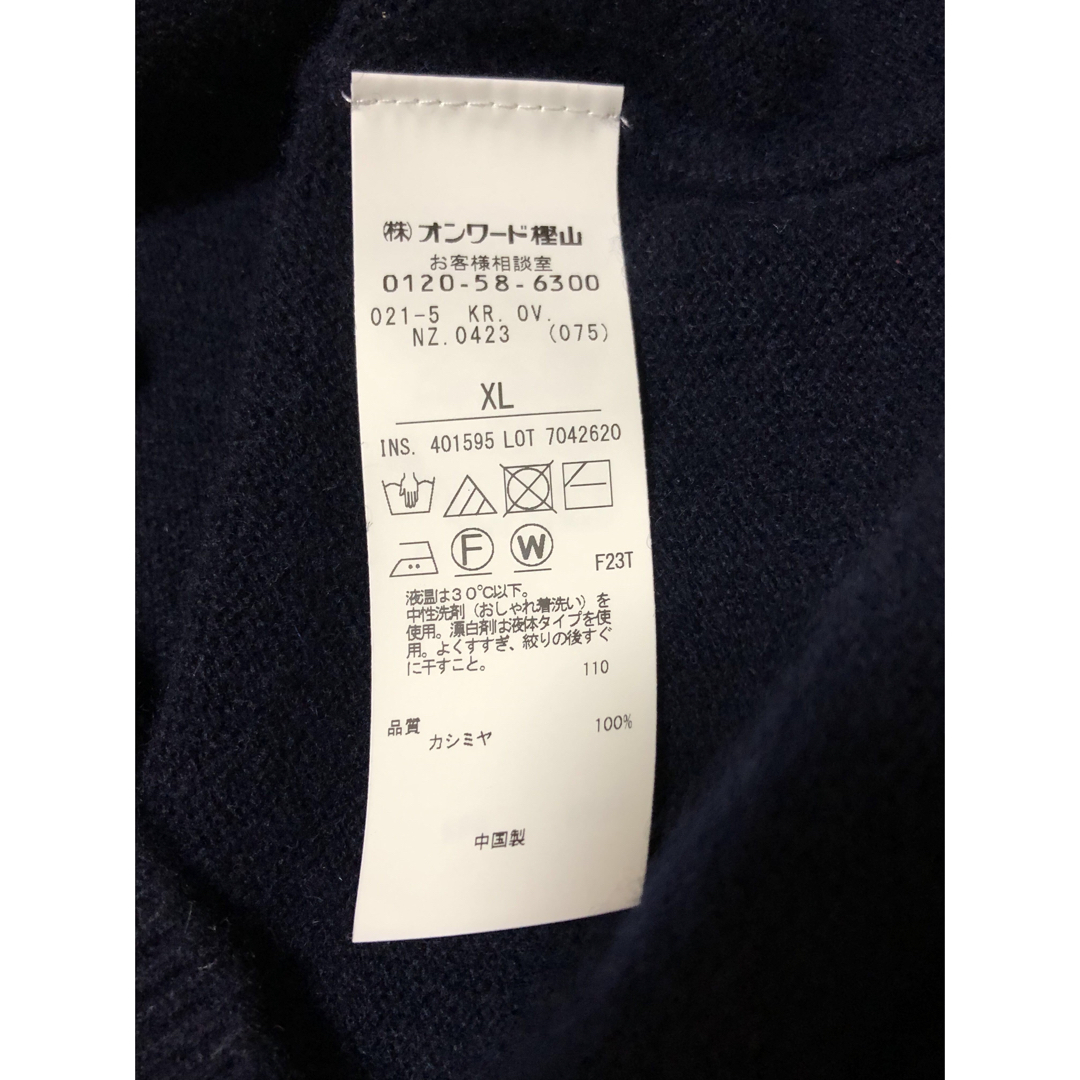 (株)オンワード樫山
お客様相談室
0120-58-6300
021-5 KR. OV.
NZ. 0423 (075)
XL
INS. 401595 LOT 7042620
F W F23T
液温は30℃以下。
中性洗剤(おしゃれ着洗い)を
使用。漂白剤は液体タイプを使
用。よくすすぎ、絞りの後すぐ
に干すこと。 110
品質
カシミヤ 100%
中国製